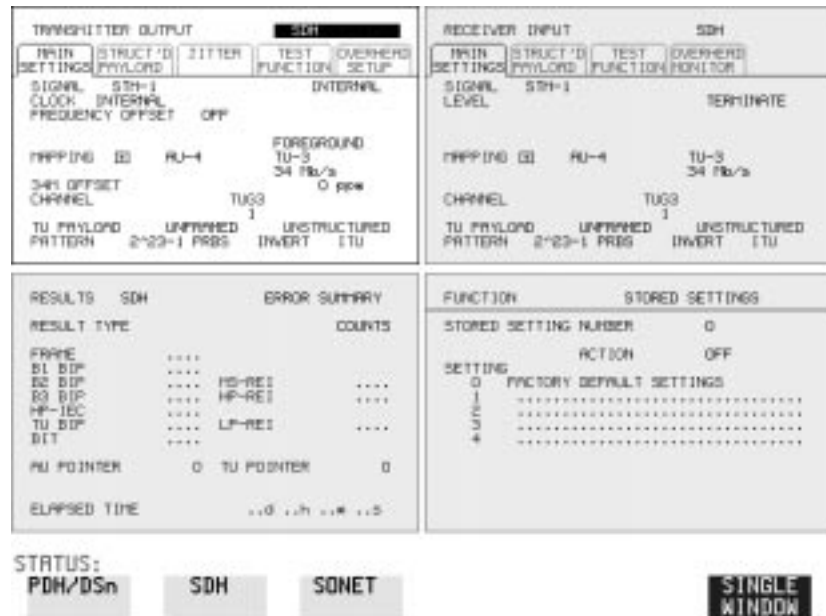 TRANSMITTER OUTPUT SDH
MAIN SETTINGS STRUCT'D PAYLOAD JITTER TEST FUNCTION OVERHEAD SETUP
SIGNAL STM-1 INTERNAL
CLOCK INTERNAL
FREQUENCY OFFSET OFF
FOREGROUND
MAPPING AU-4 TU-3
34 Mb/s
34M OFFSET 0 ppm
CHANNEL TUG3
1
TU PAYLOAD UNFRAMED UNSTRUCTURED
PATTERN 2^23-1 PRBS INVERT ITU
RECEIVER INPUT SDH
MAIN SETTINGS STRUCT'D PAYLOAD TEST FUNCTION OVERHEAD MONITOR
SIGNAL STM-1
LEVEL TERMINATE
MAPPING AU-4 TU-3
34 Mb/s
CHANNEL TUG3
1
TU PAYLOAD UNFRAMED UNSTRUCTURED
PATTERN 2^23-1 PRBS INVERT ITU
RESULTS SDH ERROR SUMMARY
RESULT TYPE COUNTS
FRAME ....
B1 BIP ....
B2 BIP .... MS-REI ....
B3 BIP .... HP-REI ....
HP-IEC ....
TU BIP .... LP-REI ....
BIT ....
AU POINTER 0 TU POINTER 0
ELAPSED TIME ..d ..h ..m ..s
FUNCTION STORED SETTINGS
STORED SETTING NUMBER 0
ACTION OFF
SETTING
0 FACTORY DEFAULT SETTINGS
1 ..............................
2 ..............................
3 ..............................
4 ..............................
STATUS:
PDH/DSn SDH SONET SINGLE WINDOW